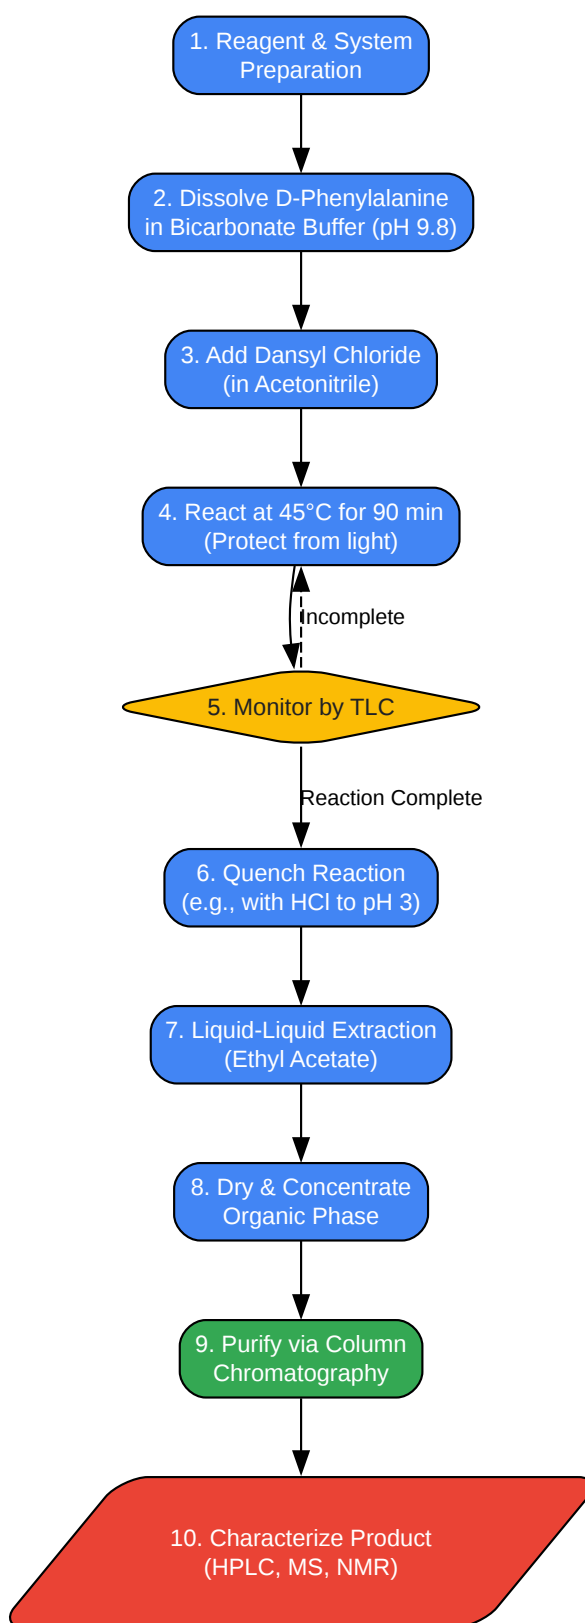 1. Reagent & System
Preparation
2. Dissolve D-Phenylalanine
in Bicarbonate Buffer (pH 9.8)
3. Add Dansyl Chloride
(in Acetonitrile)
4. React at 45°C for 90 min
(Protect from light)
Incomplete
5. Monitor by TLC
Reaction Complete
6. Quench Reaction
(e.g., with HCl to pH 3)
7. Liquid-Liquid Extraction
(Ethyl Acetate)
8. Dry & Concentrate
Organic Phase
9. Purify via Column
Chromatography
10. Characterize Product
(HPLC, MS, NMR)